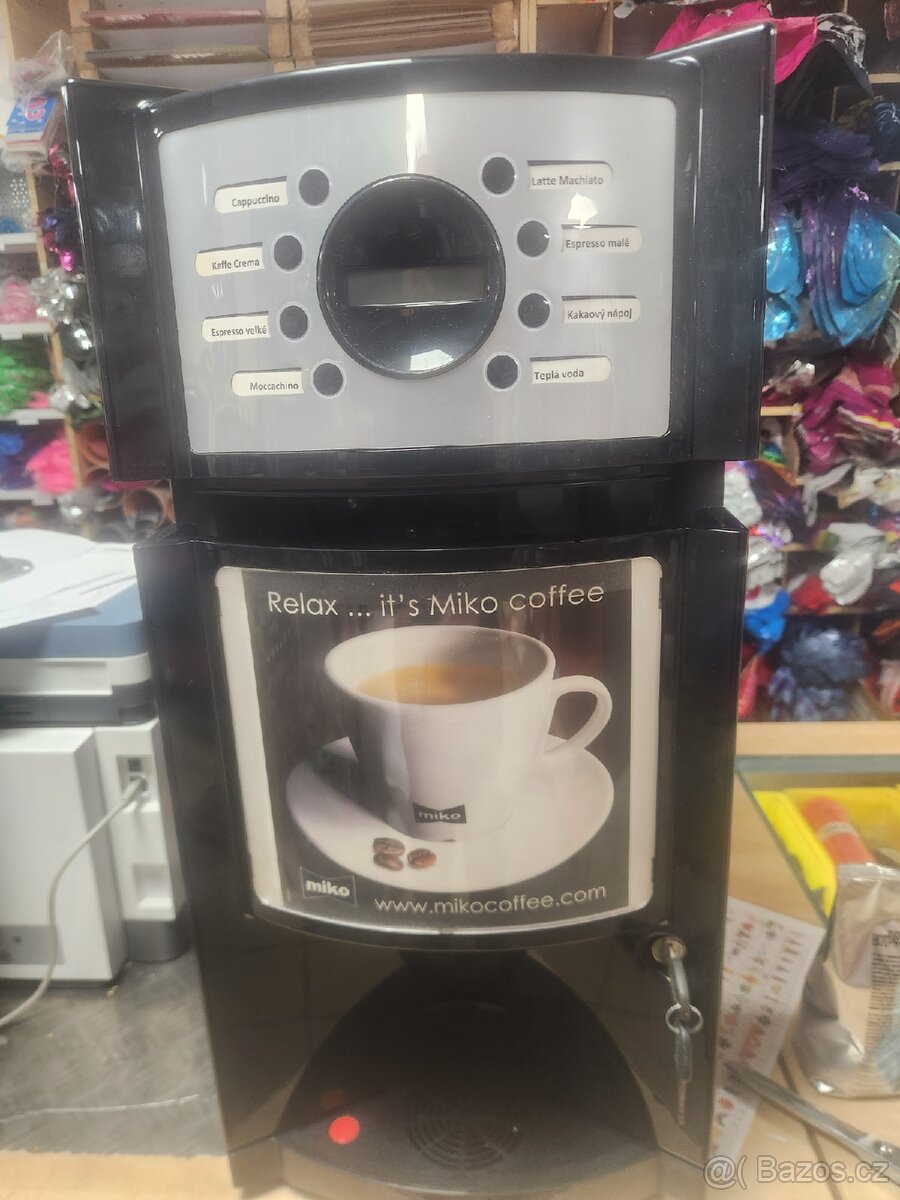 Cappuccino
Latte Machiato
Kaffe Crema
Espresso malé
Espresso veľké
Kakaový nápoj
Moccachino
Teplá voda
Relax ... it's Miko coffee
miko
miko
www.mikocoffee.com
@( Bazos.cz